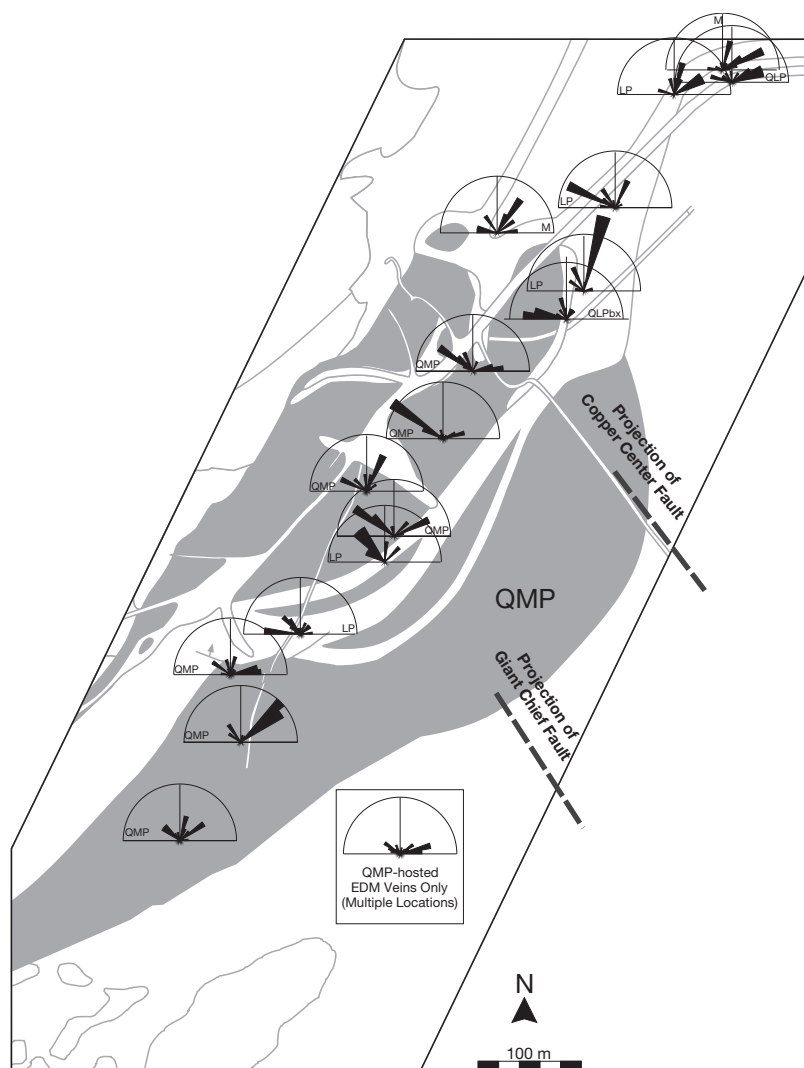 M
LP
QLP
LP
M
LP
QLPbx
QMP
QMP
Projection of
Copper Center Fault
QMP
LP
QMP
LP
QMP
Projection of
Giant Chief Fault
QMP
QMP
QMP-hosted
EDM Veins Only
(Multiple Locations)
N
100 m